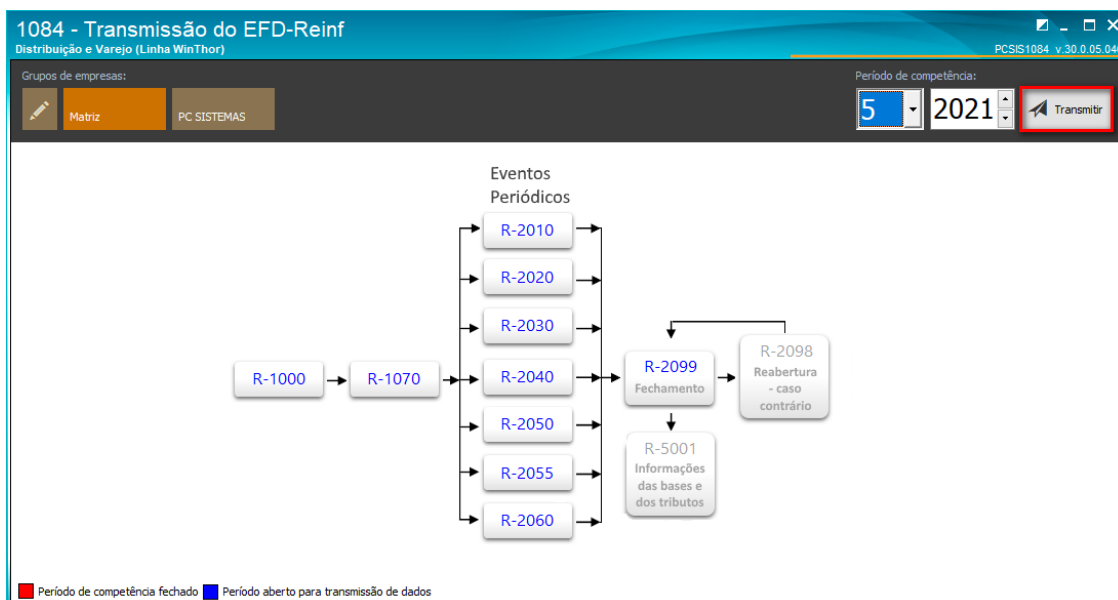 1084 - Transmissão do EFD-Reinf
Distribuição e Varejo (Linha WinThor)
PCSIS1084 v.30.0.05.046
Grupos de empresas:
Período de competência:
Matriz
PC SISTEMAS
5
2021
Transmitir
Eventos
Periódicos
R-2010
R-2020
R-2030
R-1000
R-1070
R-2040
R-2050
R-2055
R-2060
R-2099
Fechamento
R-2098
Reabertura
- caso
contrário
R-5001
Informações
das bases e
dos tributos
Período de competência fechado
Período aberto para transmissão de dados